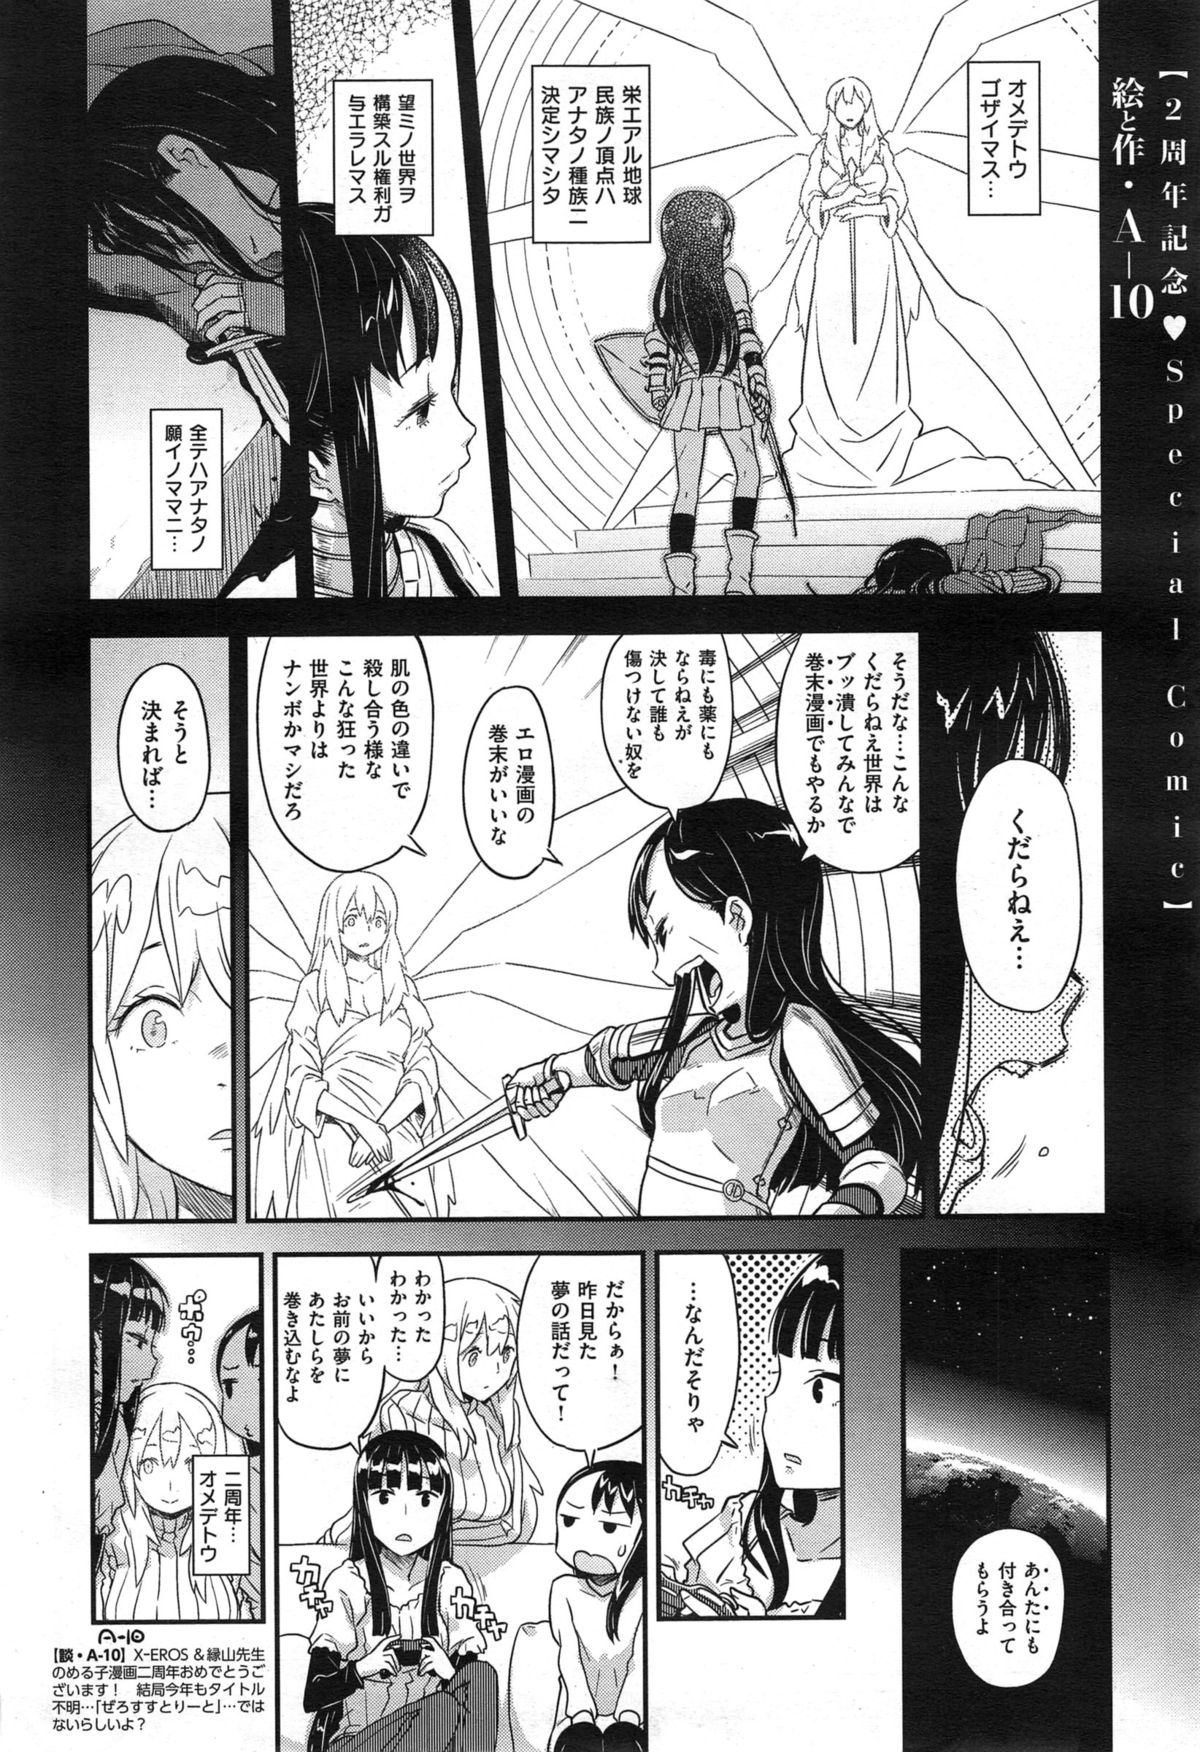 【2周年記念♥Special Comic】
絵と作・A−10
オメデトウ
ゴザイマス…
栄エアル地球
民族ノ頂点ハ
アナタノ種族ニ
決定シマシタ
望ミノ世界ヲ
構築スル権利ガ
与エラレマス
全テハアナタノ
願イノママニ…
くだらねえ…
そうだな…こんな
くだらねえ世界は
ブッ潰してみんなで
巻末漫画でもやるか
毒にも薬にも
ならねえが
決して誰も
傷つけない奴を
エロ漫画の
巻末がいいな
肌の色の違いで
殺し合う様な
こんな狂った
世界よりは
ナンボかマシだろ
そうと
決まれば…
あんたにも
付き合って
もらうよ
…なんだそりゃ
カチャ
だからぁ!
昨日見た
夢の話だって!
わかった
わかった…
いいから
お前の夢に
あたしらを
巻き込むなよ
カチャ
カチャ
ポゥ…
二周年…
オメデトウ
A-10
【談・A-10】X-EROS＆縁山先生
のめる子漫画二周年おめでとうご
ざいます！　結局今年もタイトル
不明…「ぜろすすとりーと」…では
ないらしいよ？